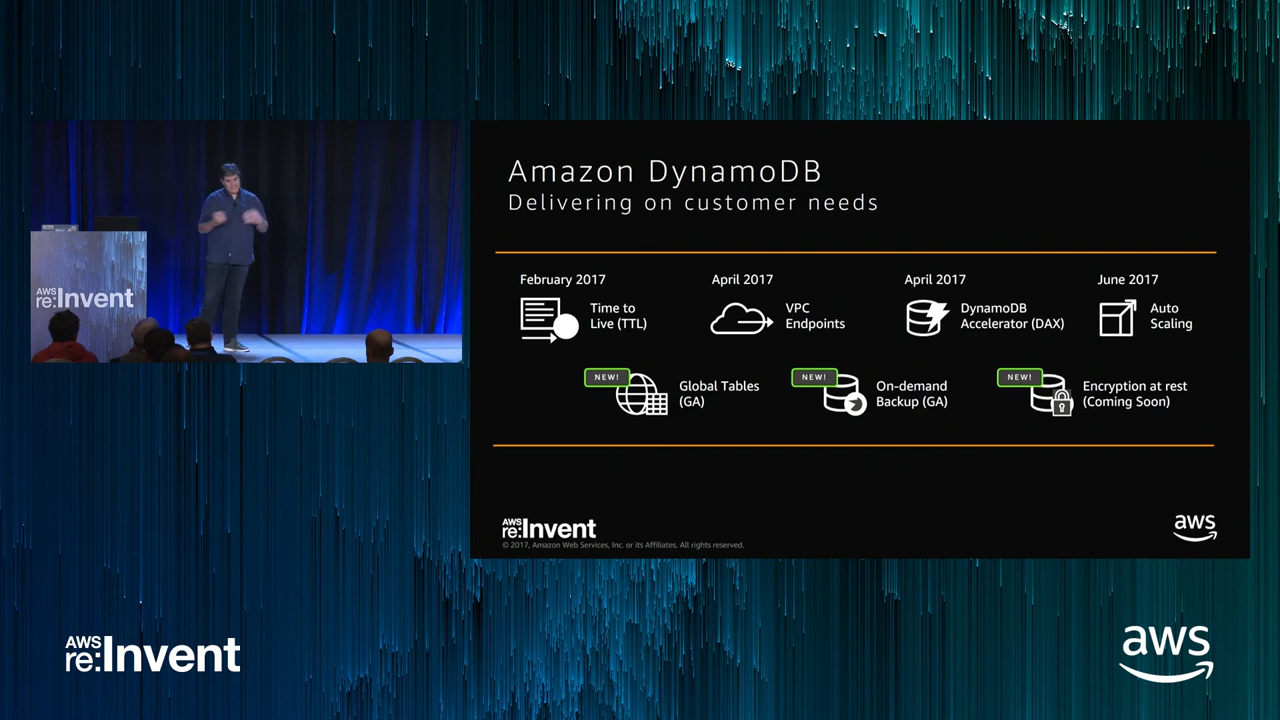 AWS
re:Invent
Amazon DynamoDB
Delivering on customer needs
February 2017
Time to
Live (TTL)
April 2017
VPC
Endpoints
April 2017
DynamoDB
Accelerator (DAX)
June 2017
Auto
Scaling
NEW!
Global Tables
(GA)
NEW!
On-demand
Backup (GA)
NEW!
Encryption at rest
(Coming Soon)
AWS
re:Invent
© 2017, Amazon Web Services, Inc. or its Affiliates. All rights reserved.
aws
AWS
re:Invent
aws